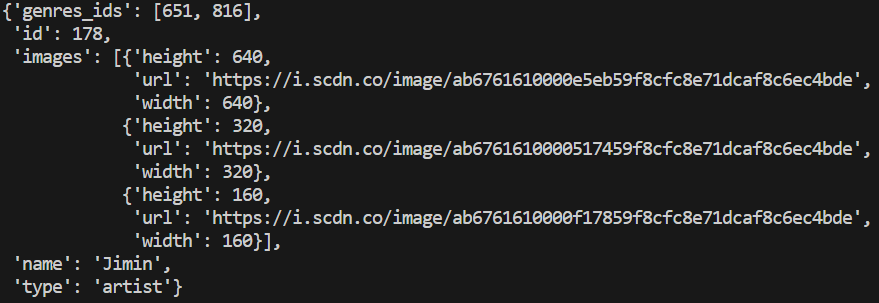 {'genres_ids': [651, 816],
 'id': 178,
 'images': [{'height': 640,
             'url': 'https://i.scdn.co/image/ab6761610000e5eb59f8cfc8e71dcaf8c6ec4bde',
             'width': 640},
            {'height': 320,
             'url': 'https://i.scdn.co/image/ab6761610000517459f8cfc8e71dcaf8c6ec4bde',
             'width': 320},
            {'height': 160,
             'url': 'https://i.scdn.co/image/ab6761610000f17859f8cfc8e71dcaf8c6ec4bde',
             'width': 160}],
 'name': 'Jimin',
 'type': 'artist'}